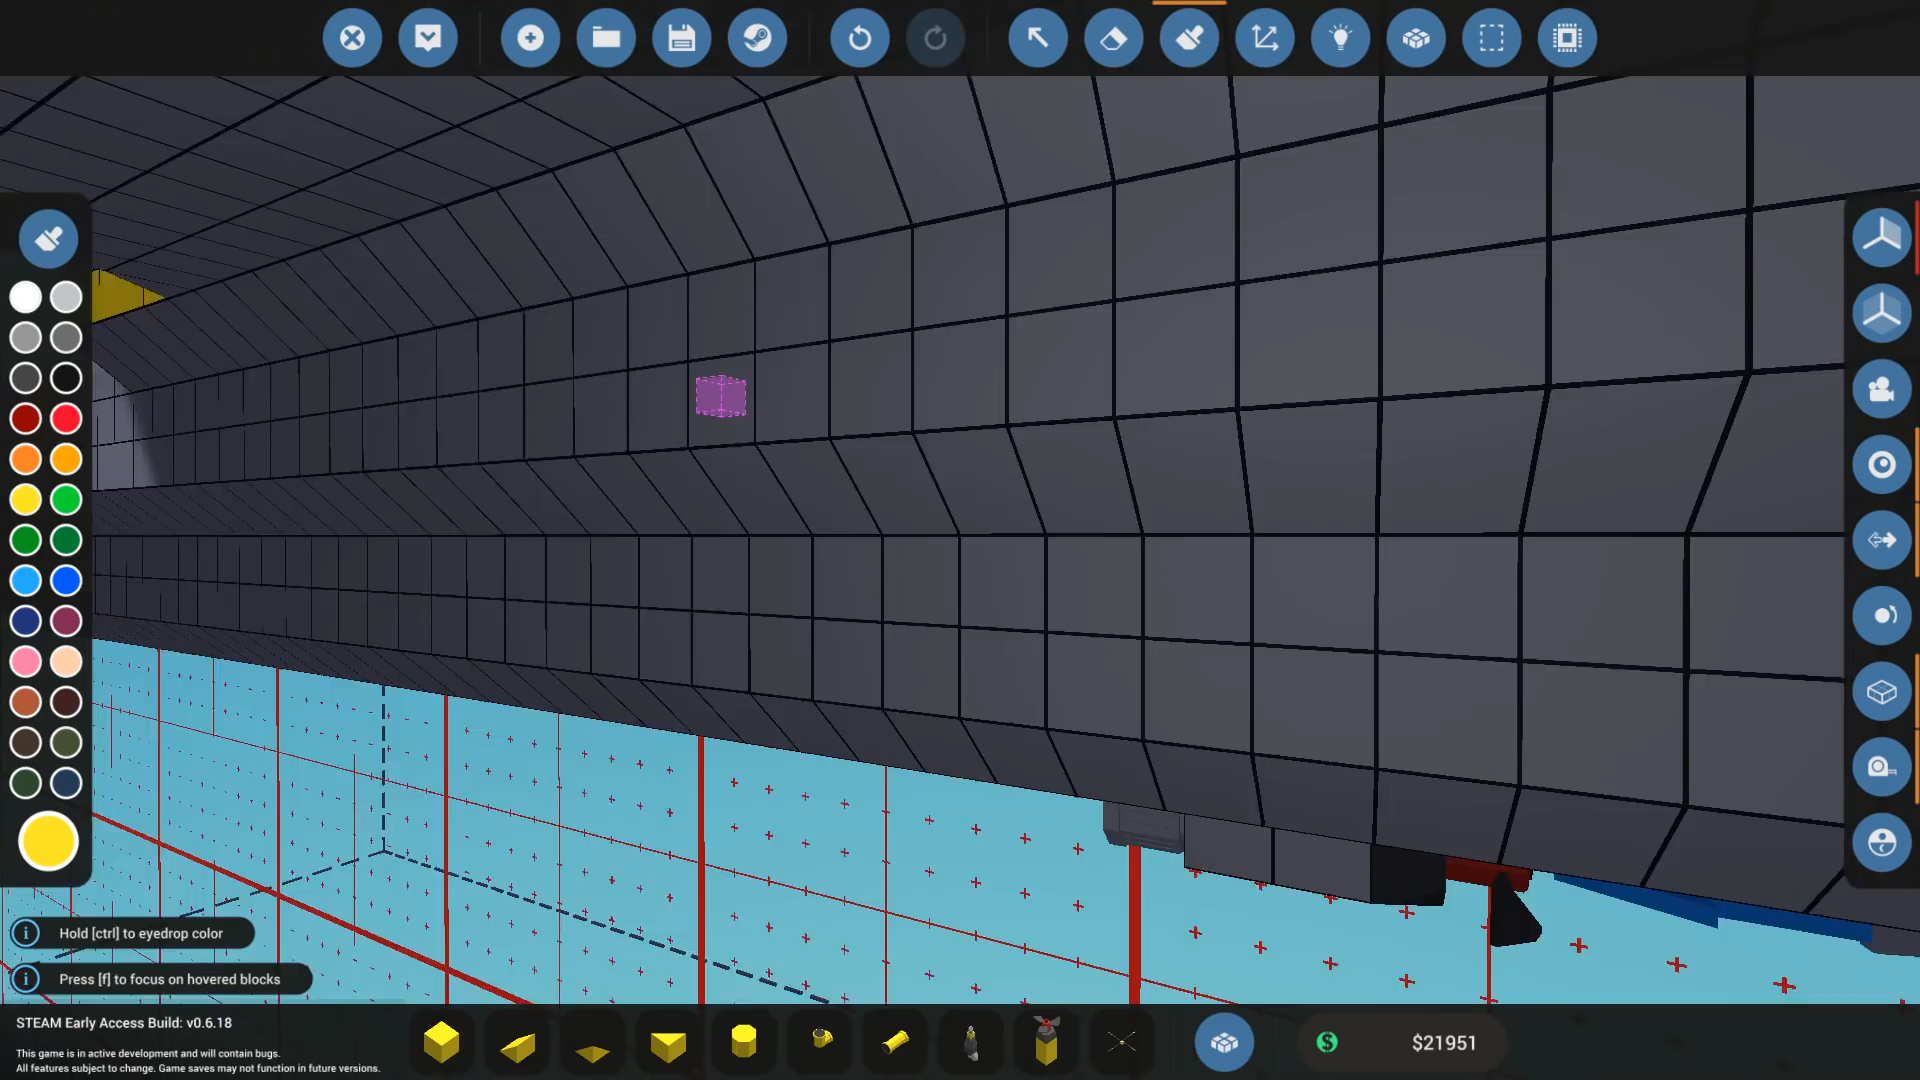 Hold [ctrl] to eyedrop color
Press [f] to focus on hovered blocks
STEAM Early Access Build: v0.6.18
This game is in active development and will contain bugs.
All features subject to change. Game saves may not function in future versions.
$21951